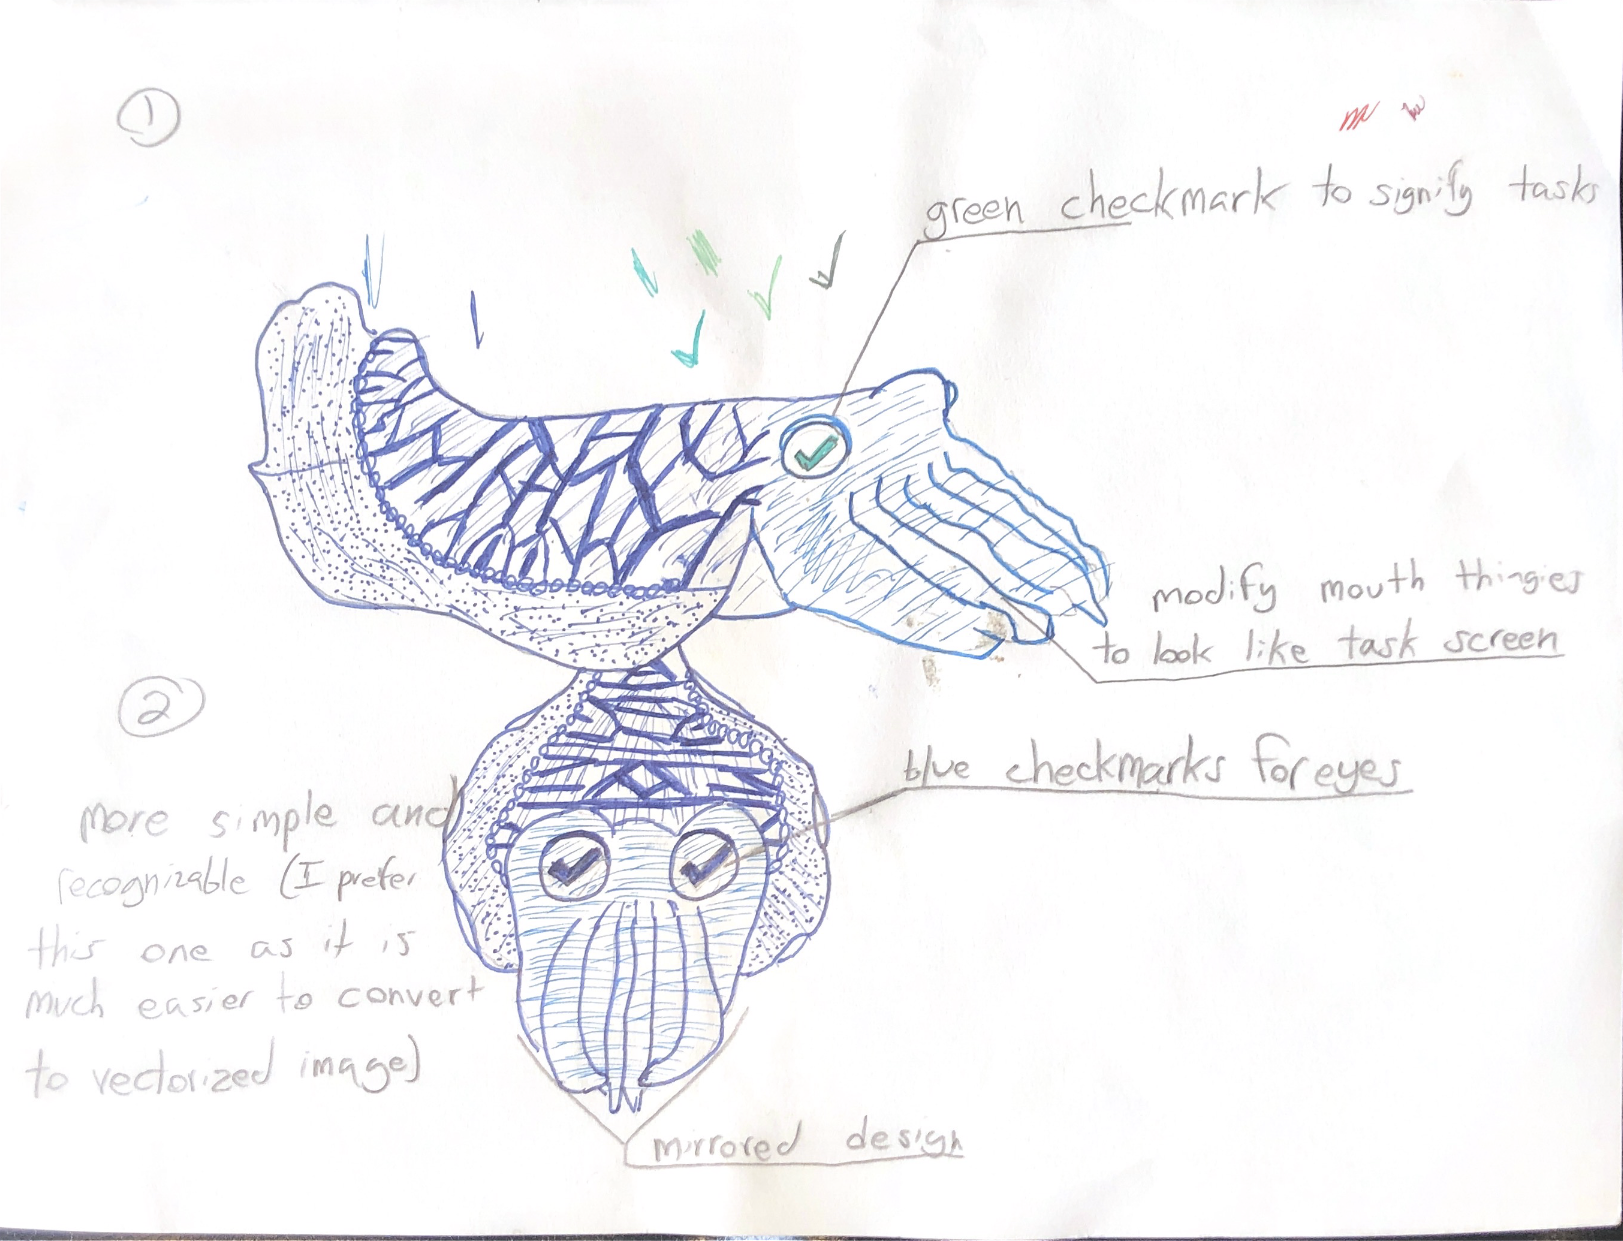 1
green checkmark to signify tasks
modify mouth thingies
to look like task screen
2
blue checkmarks for eyes
more simple and
recognizable (I prefer
this one as it is
much easier to convert
to vectorized image)
mirrored design